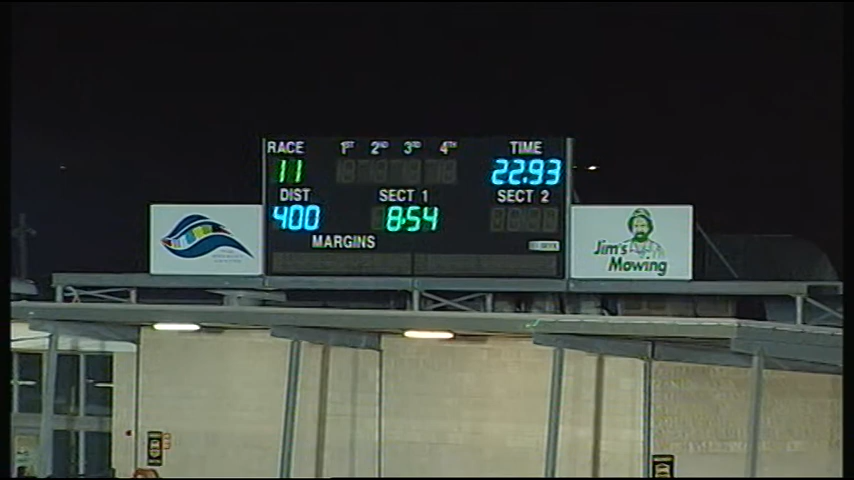 RACE 1ST 2ND 3RD 4TH TIME
11 22.93
DIST SECT 1 SECT 2
400 8.54
MARGINS
Jim's
Mowing